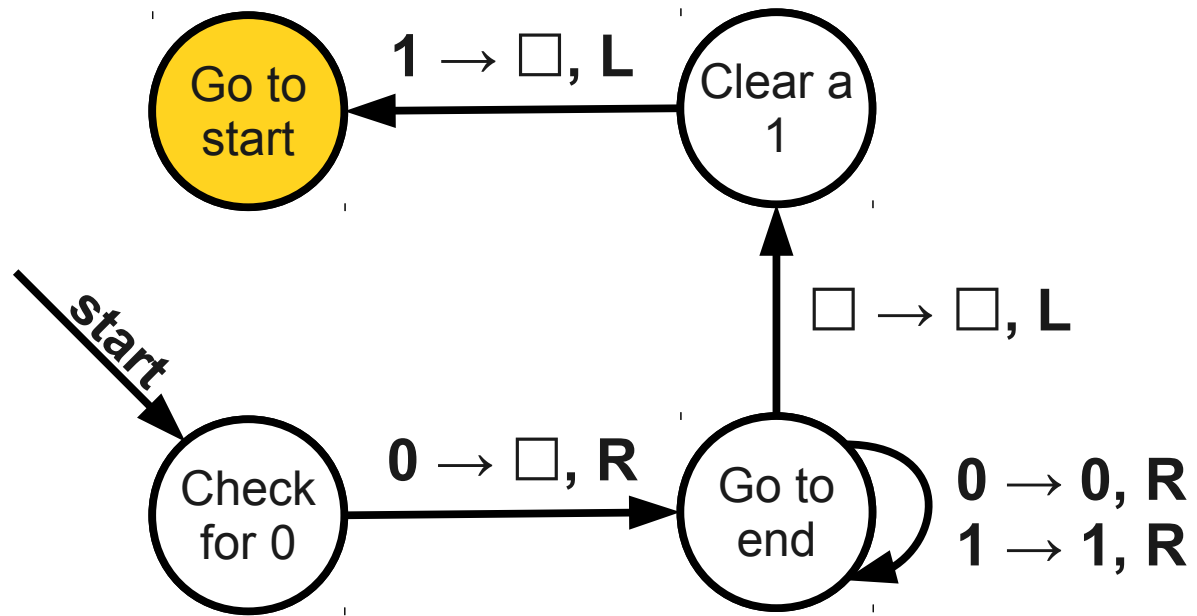 1 → □, L
Go to
start
Clear a
1
start
□ → □, L
Check
for 0
0 → □, R
Go to
end
0 → 0, R
1 → 1, R